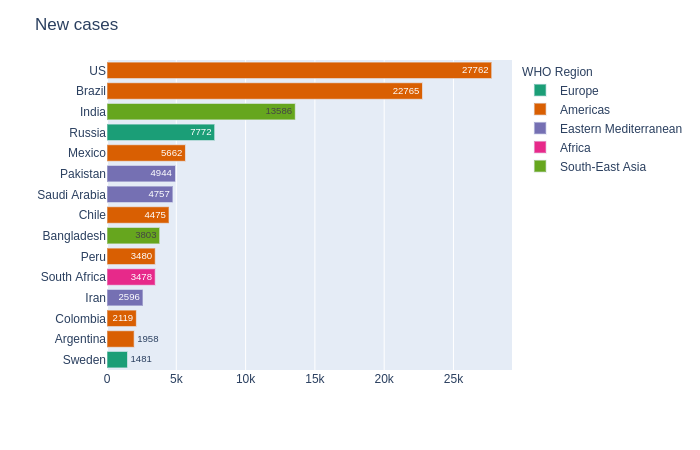 New cases
US 27762
Brazil 22765
India 13586
Russia 7772
Mexico 5662
Pakistan 4944
Saudi Arabia 4757
Chile 4475
Bangladesh 3803
Peru 3480
South Africa 3478
Iran 2596
Colombia 2119
Argentina 1958
Sweden 1481
0 5k 10k 15k 20k 25k
WHO Region
Europe
Americas
Eastern Mediterranean
Africa
South-East Asia